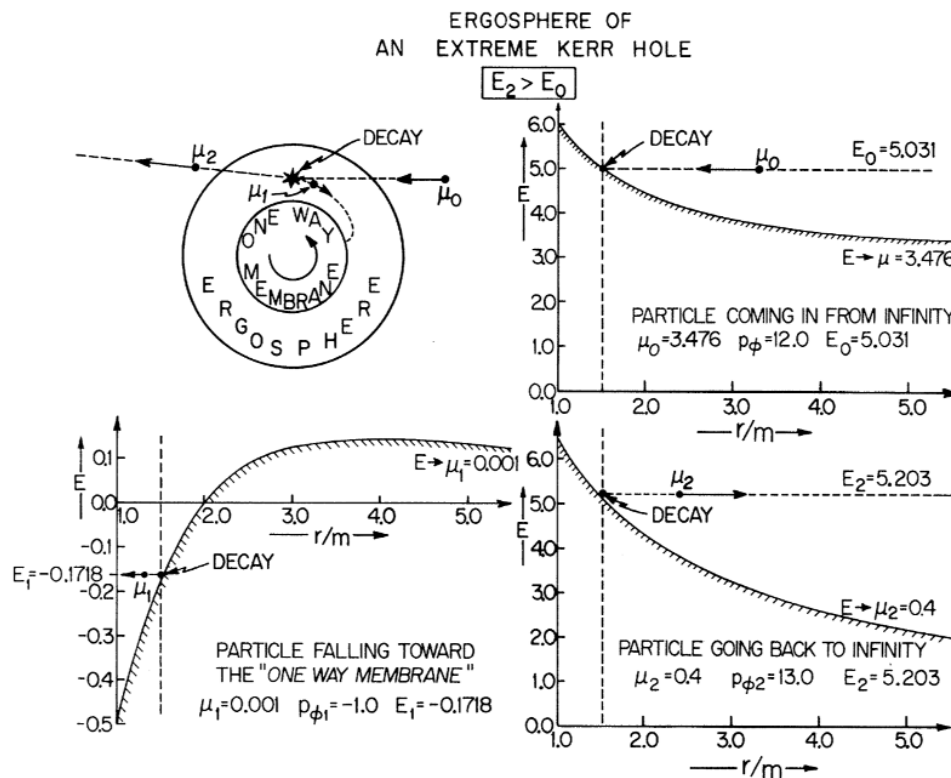 ERGOSPHERE OF
AN EXTREME KERR HOLE
E₂ > E₀
DECAY
μ₂
μ₁
μ₀
ONE WAY
MEMBRANE
ERGOSPHERE
6.0
5.0
4.0
3.0
2.0
1.0
0.0
E
DECAY
μ₀
E₀=5.031
E→μ=3.476
PARTICLE COMING IN FROM INFINITY
μ₀=3.476 pφ=12.0 E₀=5.031
1.0 2.0 3.0 4.0 5.0
r/m
0.1
0.0
-0.1
-0.2
-0.3
-0.4
-0.5
E
E→μ₁=0.001
1.0 2.0 3.0 4.0 5.0
r/m
DECAY
E₁=-0.1718
μ₁
PARTICLE FALLING TOWARD
THE "ONE WAY MEMBRANE"
μ₁=0.001 pφ₁=-1.0 E₁=-0.1718
6.0
5.0
4.0
3.0
2.0
1.0
0.0
E
μ₂
E₂=5.203
DECAY
E→μ₂=0.4
PARTICLE GOING BACK TO INFINITY
μ₂=0.4 pφ₂=13.0 E₂=5.203
1.0 2.0 3.0 4.0 5.0
r/m